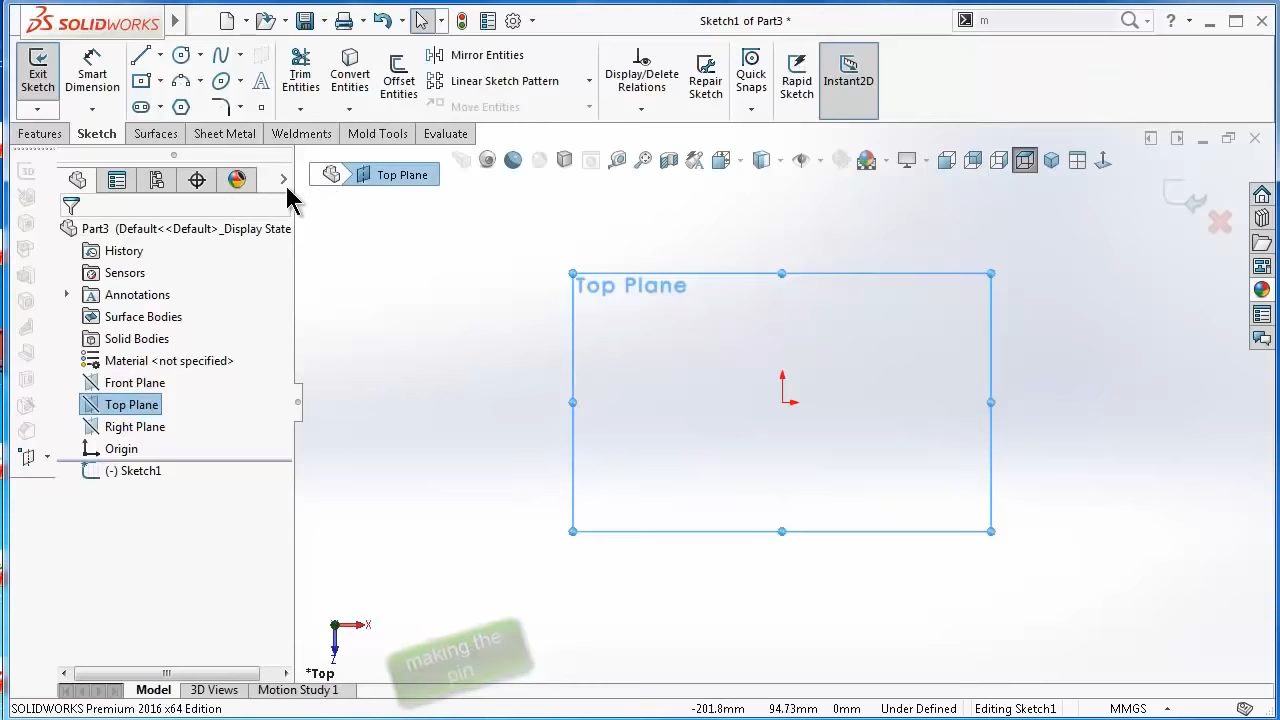 SOLIDWORKS
Sketch1 of Part3 *
m
?
Exit Sketch
Smart Dimension
Trim Entities
Convert Entities
Offset Entities
Mirror Entities
Linear Sketch Pattern
Move Entities
Display/Delete Relations
Repair Sketch
Quick Snaps
Rapid Sketch
Instant2D
Features
Sketch
Surfaces
Sheet Metal
Weldments
Mold Tools
Evaluate
Top Plane
Part3 (Default<<Default>_Display State
History
Sensors
Annotations
Surface Bodies
Solid Bodies
Material <not specified>
Front Plane
Top Plane
Right Plane
Origin
(-) Sketch1
Top Plane
X
Z
*Top
making the
pin
Model
3D Views
Motion Study 1
SOLIDWORKS Premium 2016 x64 Edition
-201.8mm
94.73mm
0mm
Under Defined
Editing Sketch1
MMGS